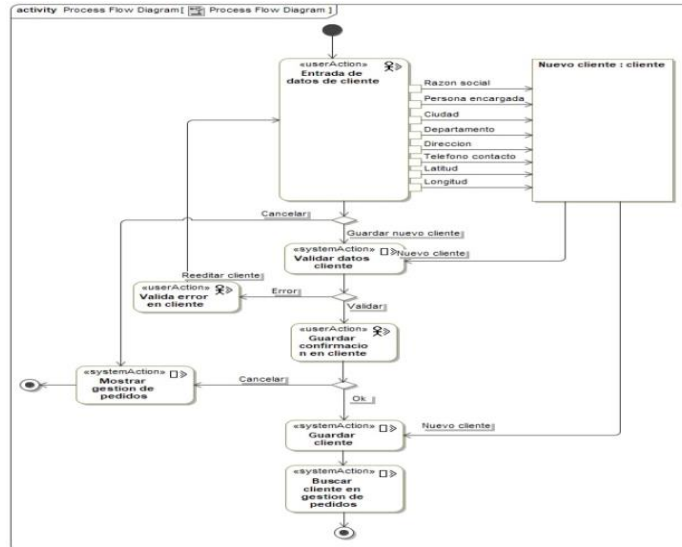 activity Process Flow Diagram[ Process Flow Diagram ]
«userAction»
Entrada de
datos de cliente
Nuevo cliente : cliente
Razon social
Persona encargada
Ciudad
Departamento
Direccion
Telefono contacto
Latitud
Longitud
Cancelar
Guardar nuevo cliente
«systemAction»
Validar datos
cliente
Nuevo cliente
Reeditar cliente
«userAction»
Valida error
en cliente
Error
Validar
«userAction»
Guardar
confirmacio
n en cliente
«systemAction»
Mostrar
gestion de
pedidos
Cancelar
Ok
«systemAction»
Guardar
cliente
Nuevo cliente
«systemAction»
Buscar
cliente en
gestion de
pedidos